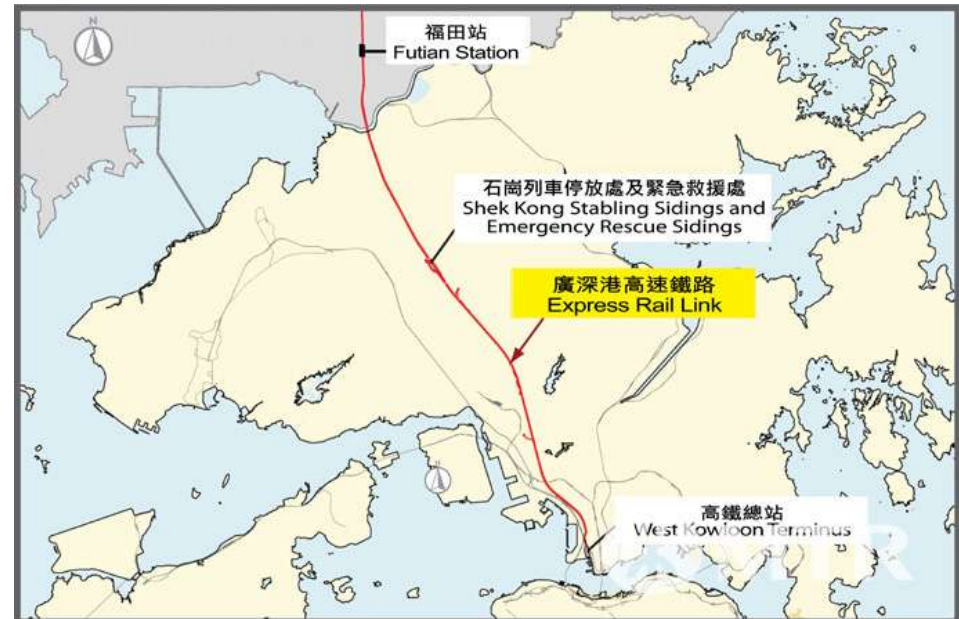 N
福田站
Futian Station
石崗列車停放處及緊急救援處
Shek Kong Stabling Sidings and
Emergency Rescue Sidings
廣深港高速鐵路
Express Rail Link
N
高鐵總站
West Kowloon Terminus
MTR